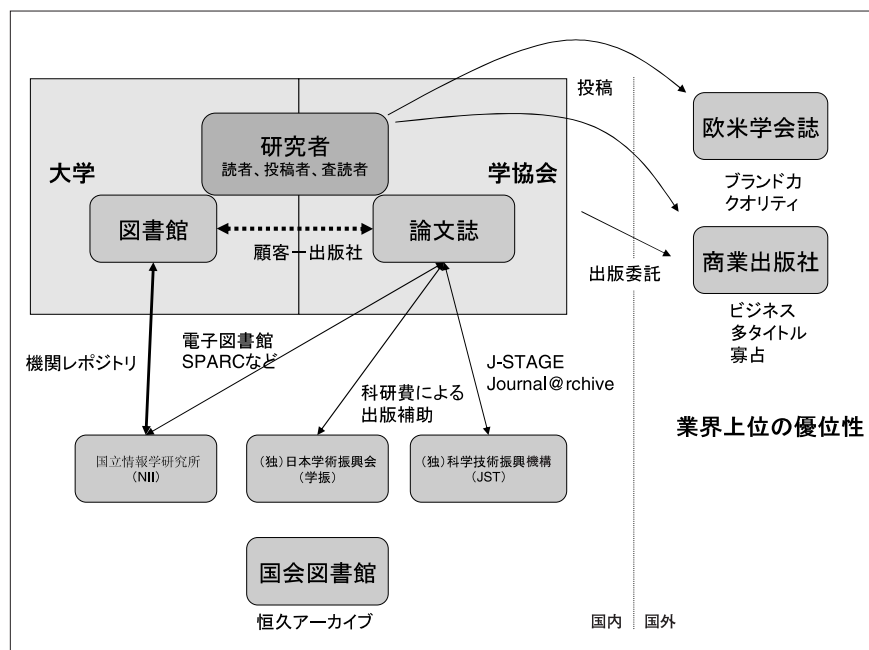 投稿
欧米学会誌
ブランド力
クオリティ
大学
研究者
読者、投稿者、査読者
学協会
図書館
論文誌
顧客ー出版社
出版委託
商業出版社
ビジネス
多タイトル
寡占
機関レポジトリ
電子図書館
SPARCなど
科研費による
出版補助
J-STAGE
Journal@rchive
業界上位の優位性
国立情報学研究所
(NII)
(独)日本学術振興会
(学振)
(独)科学技術振興機構
(JST)
国会図書館
恒久アーカイブ
国内
国外